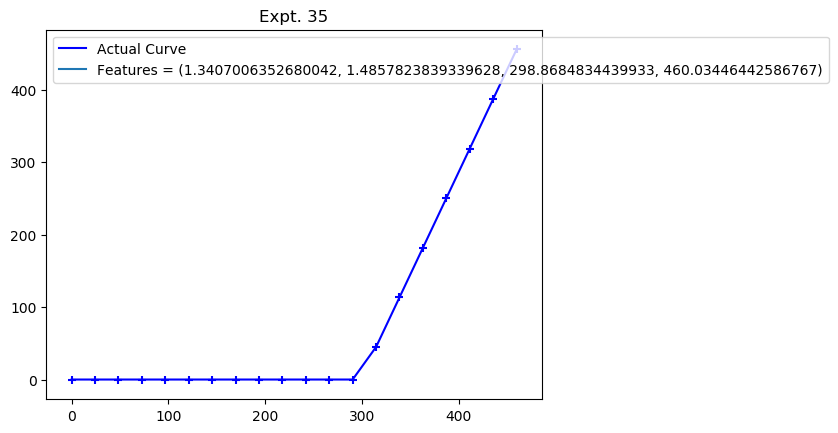 Expt. 35
Actual Curve
Features = (1.3407006352680042, 1.4857823839339628, 298.8684834439933, 460.03446442586767)
400
300
200
100
0
0 100 200 300 400